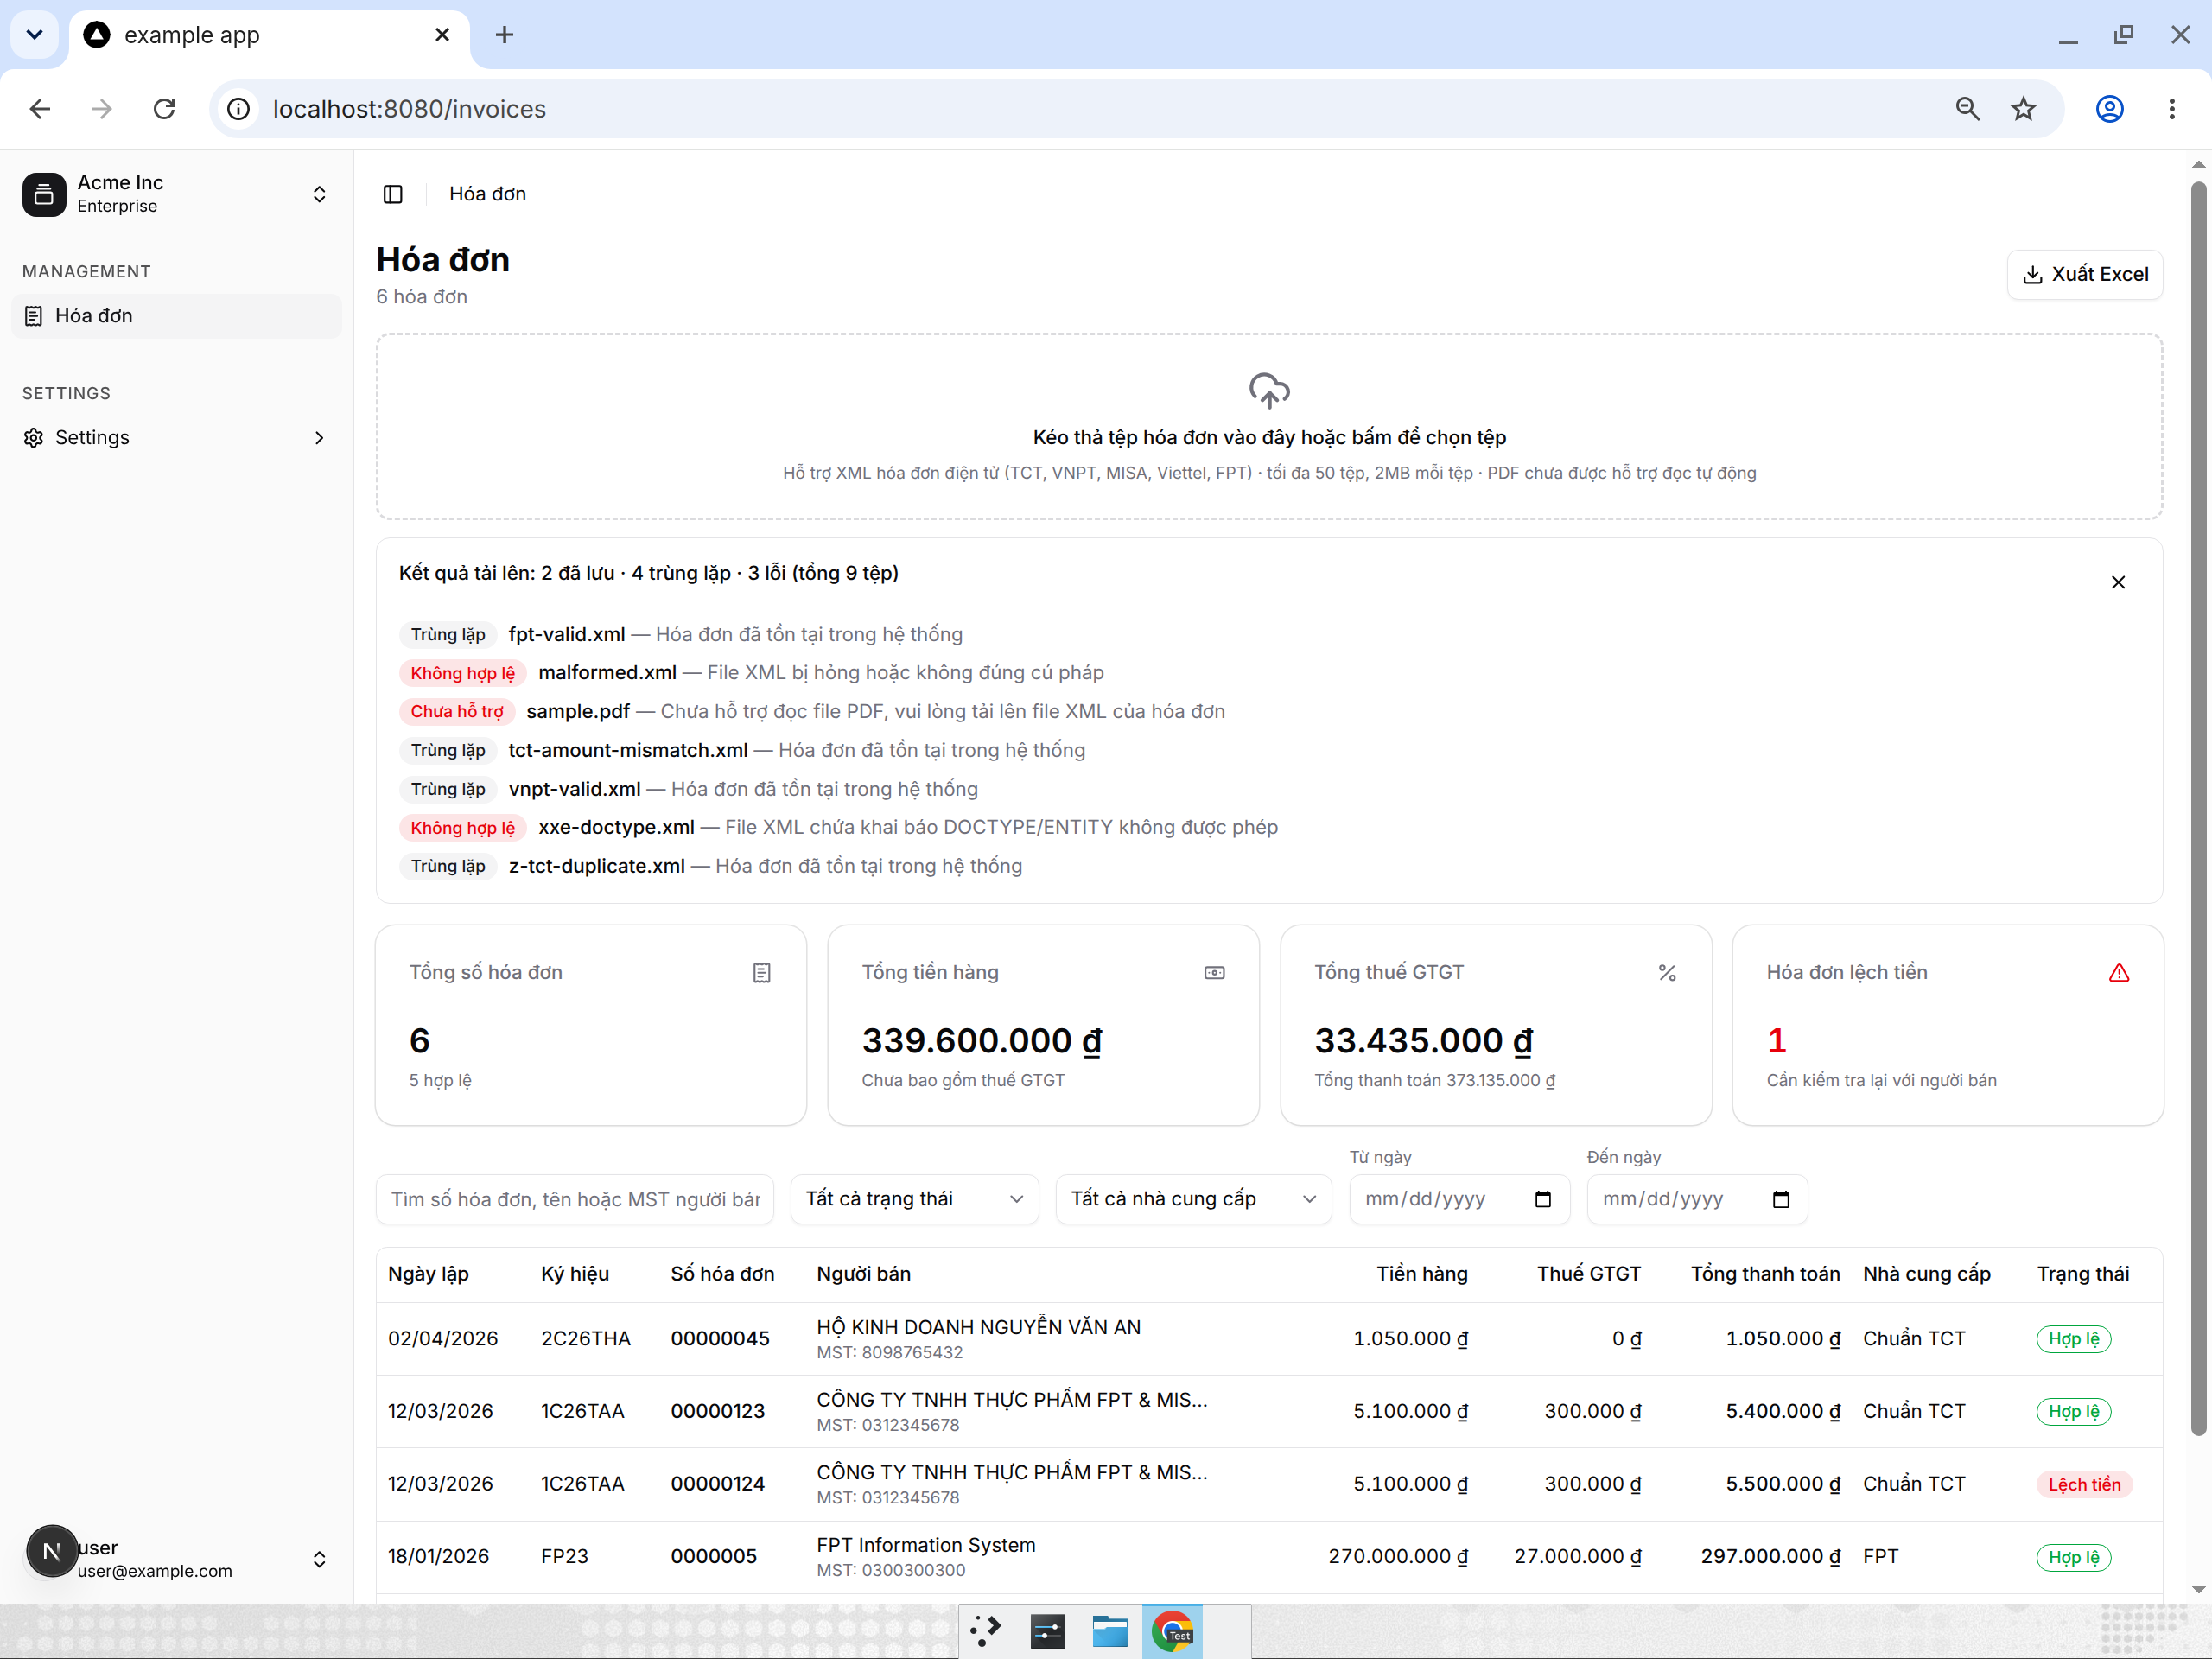 example app
localhost:8080/invoices
Acme Inc
Enterprise
MANAGEMENT
Hóa đơn
SETTINGS
Settings
N
user
user@example.com
Hóa đơn
Hóa đơn
6 hóa đơn
Xuất Excel
Kéo thả tệp hóa đơn vào đây hoặc bấm để chọn tệp
Hỗ trợ XML hóa đơn điện tử (TCT, VNPT, MISA, Viettel, FPT) · tối đa 50 tệp, 2MB mỗi tệp · PDF chưa được hỗ trợ đọc tự động
Kết quả tải lên: 2 đã lưu · 4 trùng lặp · 3 lỗi (tổng 9 tệp)
Trùng lặp fpt-valid.xml — Hóa đơn đã tồn tại trong hệ thống
Không hợp lệ malformed.xml — File XML bị hỏng hoặc không đúng cú pháp
Chưa hỗ trợ sample.pdf — Chưa hỗ trợ đọc file PDF, vui lòng tải lên file XML của hóa đơn
Trùng lặp tct-amount-mismatch.xml — Hóa đơn đã tồn tại trong hệ thống
Trùng lặp vnpt-valid.xml — Hóa đơn đã tồn tại trong hệ thống
Không hợp lệ xxe-doctype.xml — File XML chứa khai báo DOCTYPE/ENTITY không được phép
Trùng lặp z-tct-duplicate.xml — Hóa đơn đã tồn tại trong hệ thống
Tổng số hóa đơn
6
5 hợp lệ
Tổng tiền hàng
339.600.000 ₫
Chưa bao gồm thuế GTGT
Tổng thuế GTGT
33.435.000 ₫
Tổng thanh toán 373.135.000 ₫
Hóa đơn lệch tiền
1
Cần kiểm tra lại với người bán
Từ ngày
Đến ngày
Tìm số hóa đơn, tên hoặc MST người bán
Tất cả trạng thái
Tất cả nhà cung cấp
mm/dd/yyyy
mm/dd/yyyy
Ngày lập Ký hiệu Số hóa đơn Người bán Tiền hàng Thuế GTGT Tổng thanh toán Nhà cung cấp Trạng thái
02/04/2026 2C26THA 00000045 HỘ KINH DOANH NGUYỄN VĂN AN 1.050.000 ₫ 0 ₫ 1.050.000 ₫ Chuẩn TCT Hợp lệ
MST: 8098765432
12/03/2026 1C26TAA 00000123 CÔNG TY TNHH THỰC PHẨM FPT & MIS... 5.100.000 ₫ 300.000 ₫ 5.400.000 ₫ Chuẩn TCT Hợp lệ
MST: 0312345678
12/03/2026 1C26TAA 00000124 CÔNG TY TNHH THỰC PHẨM FPT & MIS... 5.100.000 ₫ 300.000 ₫ 5.500.000 ₫ Chuẩn TCT Lệch tiền
MST: 0312345678
18/01/2026 FP23 0000005 FPT Information System 270.000.000 ₫ 27.000.000 ₫ 297.000.000 ₫ FPT Hợp lệ
MST: 0300300300
Test